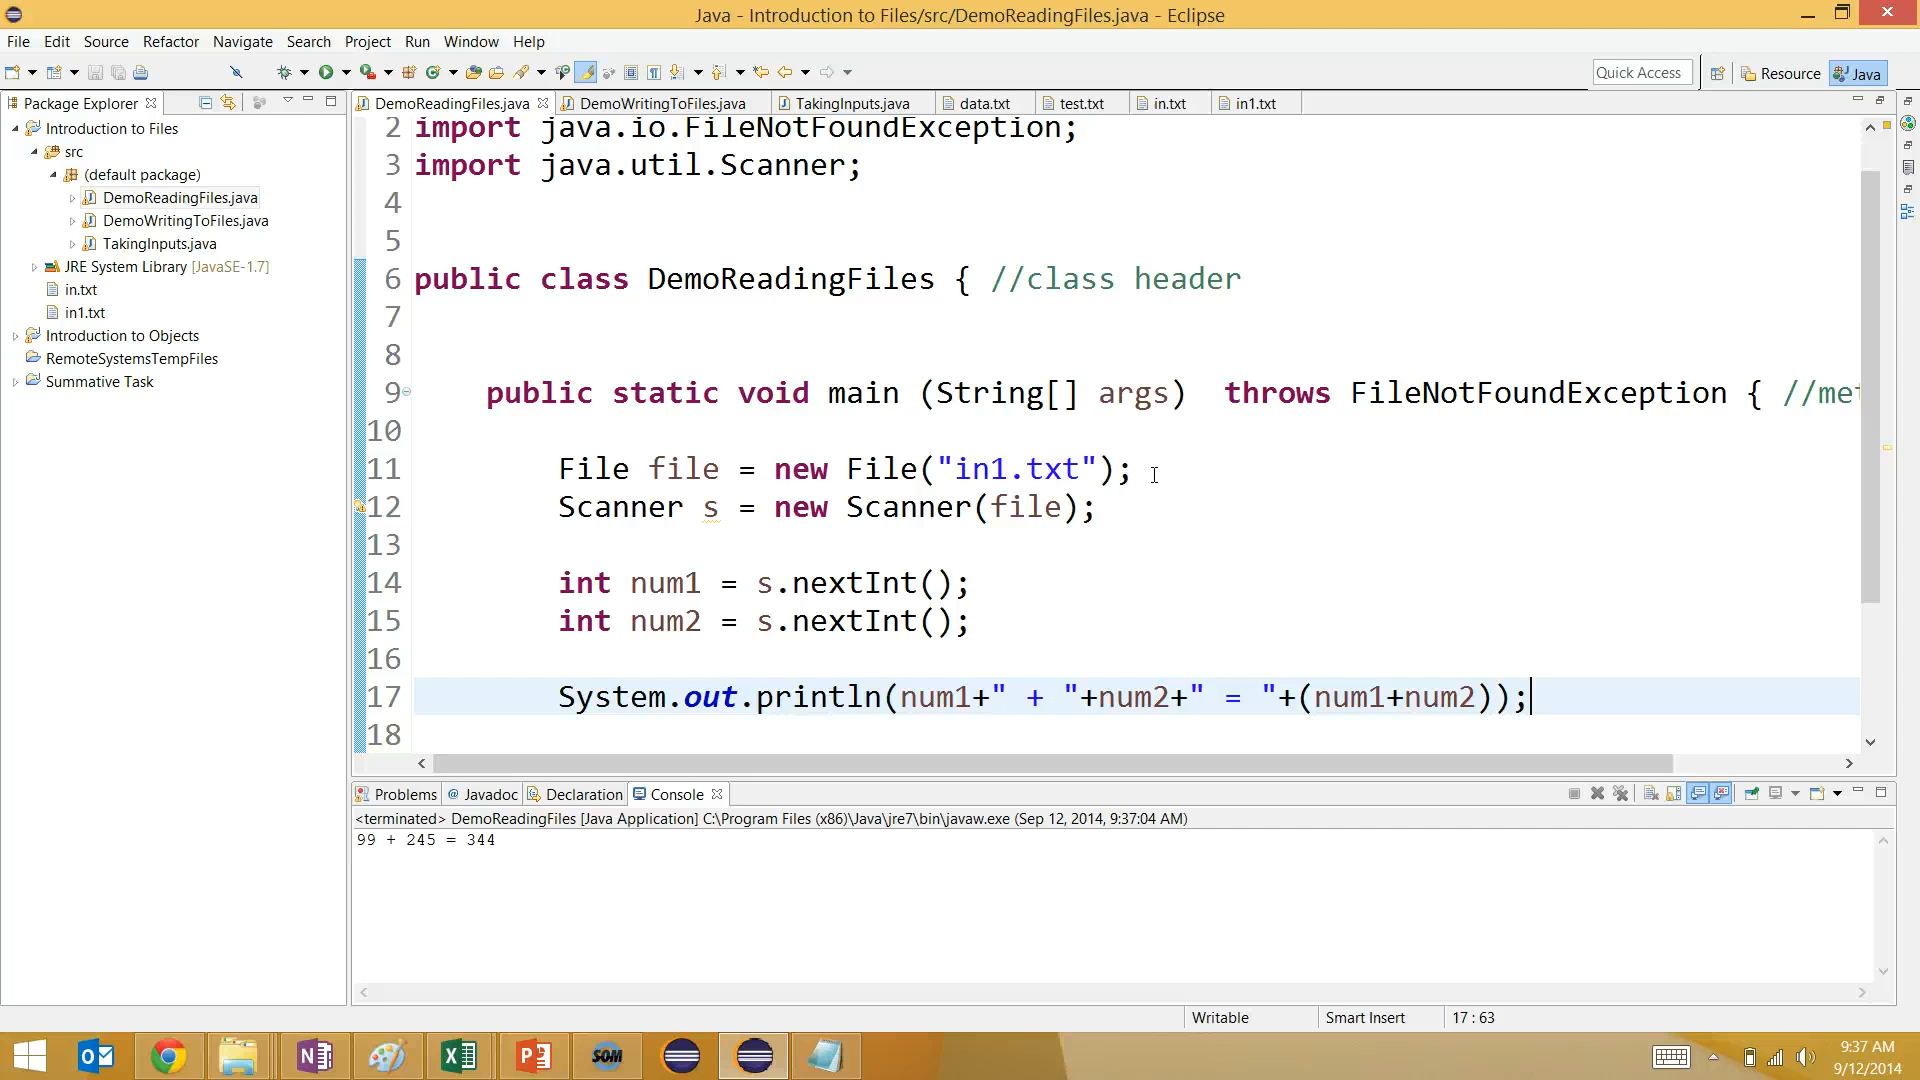 Java - Introduction to Files/src/DemoReadingFiles.java - Eclipse
File Edit Source Refactor Navigate Search Project Run Window Help
Quick Access Resource Java
Package Explorer
DemoReadingFiles.java DemoWritingToFiles.java TakingInputs.java data.txt test.txt in.txt in1.txt
Introduction to Files
src
(default package)
DemoReadingFiles.java
DemoWritingToFiles.java
TakingInputs.java
JRE System Library [JavaSE-1.7]
in.txt
in1.txt
Introduction to Objects
RemoteSystemsTempFiles
Summative Task
2 import java.io.FileNotFoundException;
3 import java.util.Scanner;
4
5
6 public class DemoReadingFiles { //class header
7
8
9 public static void main (String[] args)  throws FileNotFoundException { //met
10
11 File file = new File("in1.txt");
12 Scanner s = new Scanner(file);
13
14 int num1 = s.nextInt();
15 int num2 = s.nextInt();
16
17 System.out.println(num1+" + "+num2+" = "+(num1+num2));
18
Problems @ Javadoc Declaration Console
<terminated> DemoReadingFiles [Java Application] C:\Program Files (x86)\Java\jre7\bin\javaw.exe (Sep 12, 2014, 9:37:04 AM)
99 + 245 = 344
Writable Smart Insert 17 : 63
SOM
9:37 AM
9/12/2014